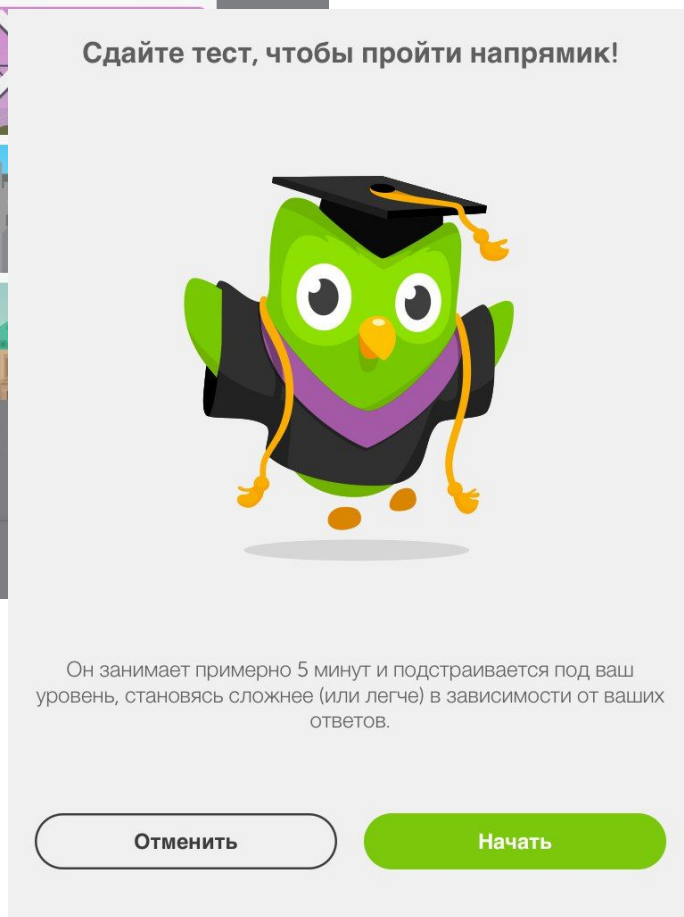 Сдайте тест, чтобы пройти напрямик!
Он занимает примерно 5 минут и подстраивается под ваш
уровень, становясь сложнее (или легче) в зависимости от ваших
ответов.
Отменить
Начать